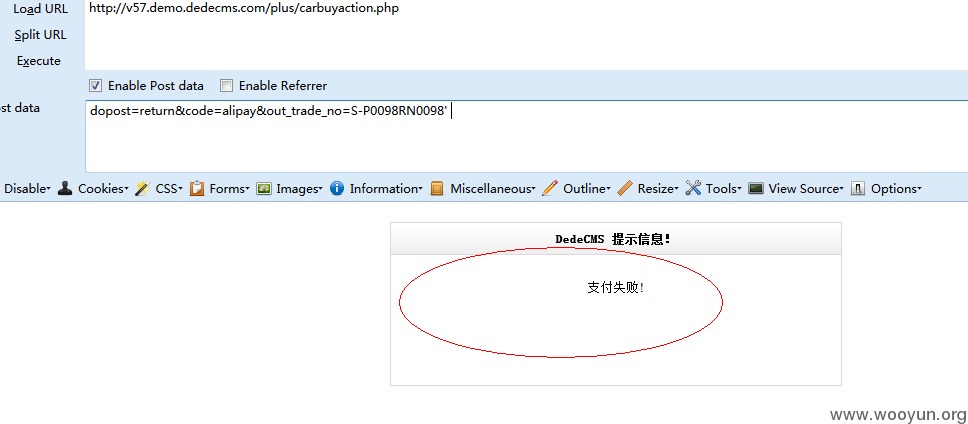 Load URL
http://v57.demo.dedecms.com/plus/carbuyaction.php
Split URL
Execute
Enable Post data
Enable Referrer
st data
dopost=return&code=alipay&out_trade_no=S-P0098RN0098'
Disable
Cookies
CSS
Forms
Images
Information
Miscellaneous
Outline
Resize
Tools
View Source
Options
DedeCMS 提示信息!
支付失败!
www.wooyun.org